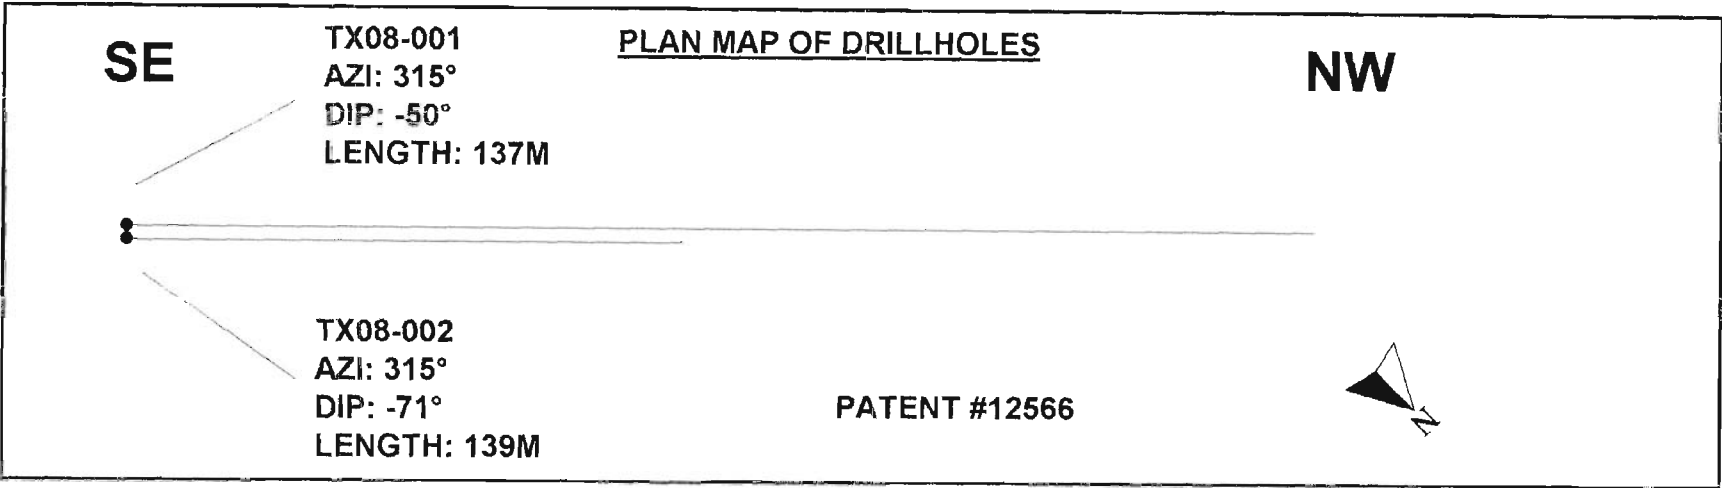 SE
TX08-001
AZI: 315°
DIP: -50°
LENGTH: 137M
PLAN MAP OF DRILLHOLES
NW
TX08-002
AZI: 315°
DIP: -71°
LENGTH: 139M
PATENT #12566
N